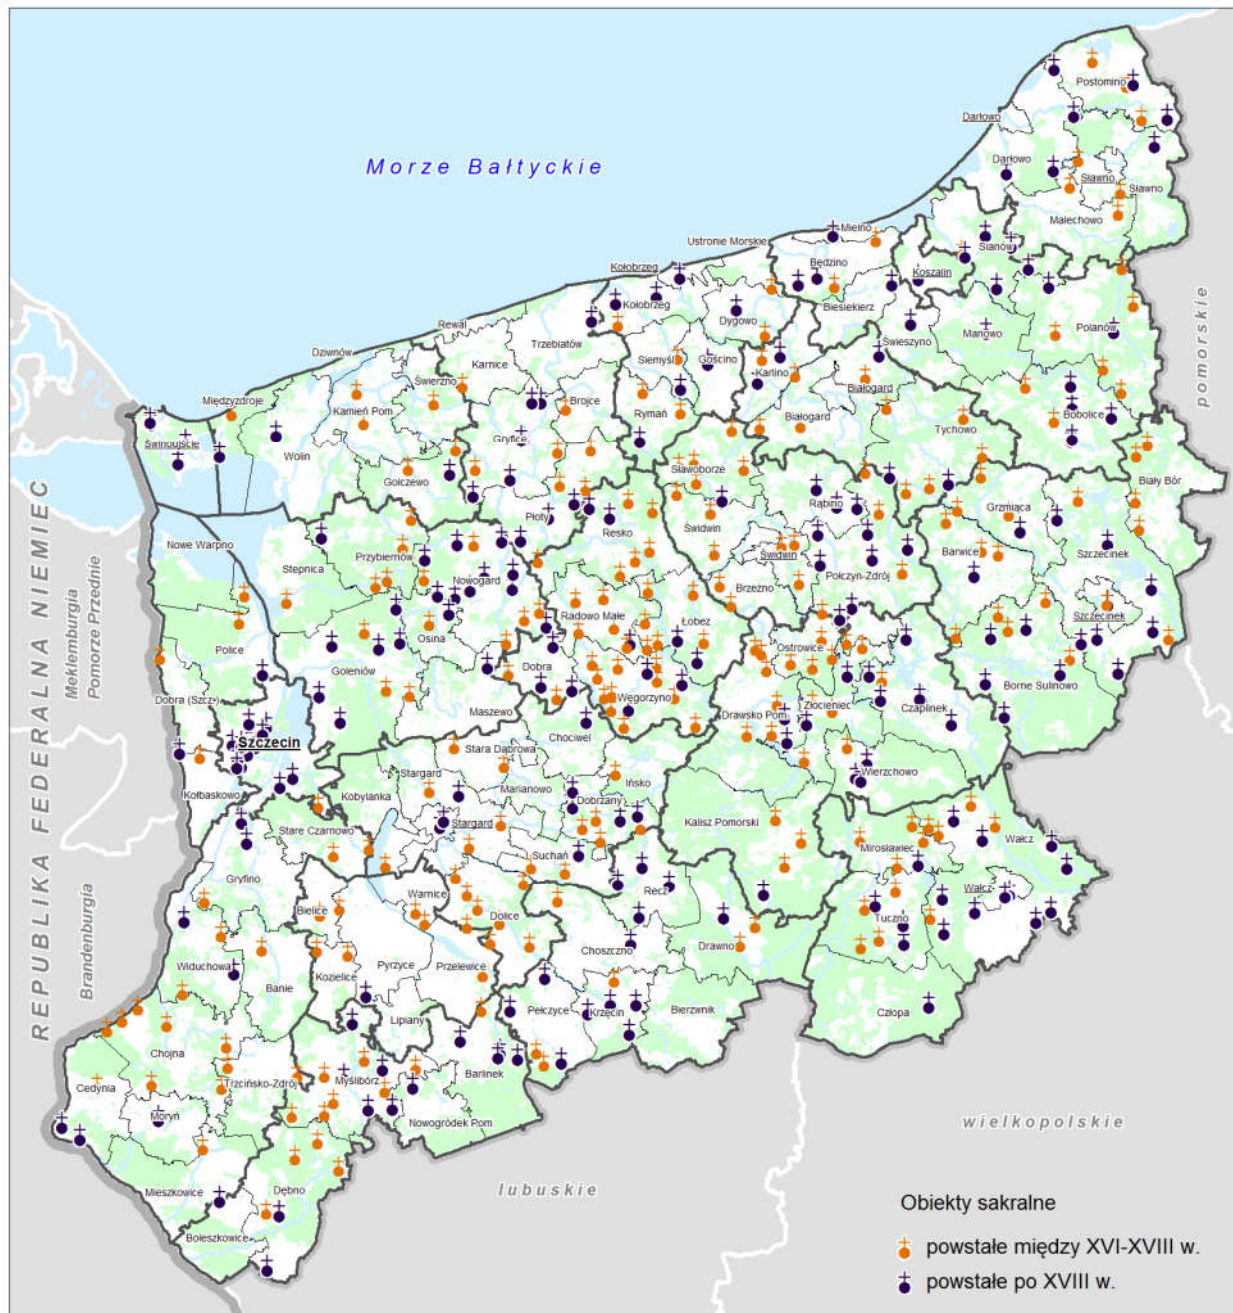 Postomino
Darłowo
Morze Bałtyckie
Darłowo
Sławno
Sławno
Malechowo
Mielno
Ustronie Morskie
Sianów
Będzino
Koszalin
Kołobrzeg
Kołobrzeg
Biesiekierz
Dygowo
pomorskie
Rewal
Manowo
Polanów
Trzebiatów
Świeszyno
Dziwnów
Siemyśl
Gościno
Karnice
Karlino
Świerzno
Białogard
Międzyzdroje
Kamień Pom
Brojce
Rymań
Białogard
Bobolice
Tychowo
Świnoujście
Gryfice
Wolin
Biały Bór
Sławoborze
Golczewo
Rąbino
Grzmiąca
Płoty
Świdwin
Resko
Nowe Warpno
Szczecinek
Przybiernów
Świdwin
Barwice
Stepnica
Nowogard
Połczyn-Zdrój
Brzeżno
REPUBLIKA FEDERALNA NIEMIEC
Meklemburgia
Pomorze Przednie
Radowo Małe
Szczecinek
Osina
Łobez
Police
Ostrowice
Goleniów
Dobra
Borne Sulinowo
Węgorzyno
Dobra (Szcz.)
Złocieniec
Czaplinek
Maszewo
Drawsko Pom
Chociwel
Szczecin
Stara Dąbrowa
Stargard
Wierzchowo
Ińsko
Kołbaskowo
Kobylanka
Marianowo
Dobrzany
Stargard
Kalisz Pomorski
Stare Czarnowo
Wałcz
Mirosławiec
Suchań
Gryfino
Recz
Wałcz
Brandenburgia
Warnice
Bielice
Tuczno
Dolice
Drawno
Choszczno
Widuchowa
Pyrzyce
Kozielice
Przelewice
Banie
Krzęcin
Bierzwnik
Pełczyce
Człopa
Lipiany
Chojna
Barlinek
Myślibórz
Trzcińsko-Zdrój
Cedynia
Moryń
Nowogródek Pom
wielkopolskie
lubuskie
Mieszkowice
Dębno
Obiekty sakralne
Boleszkowice
powstałe między XVI-XVIII w.
powstałe po XVIII w.